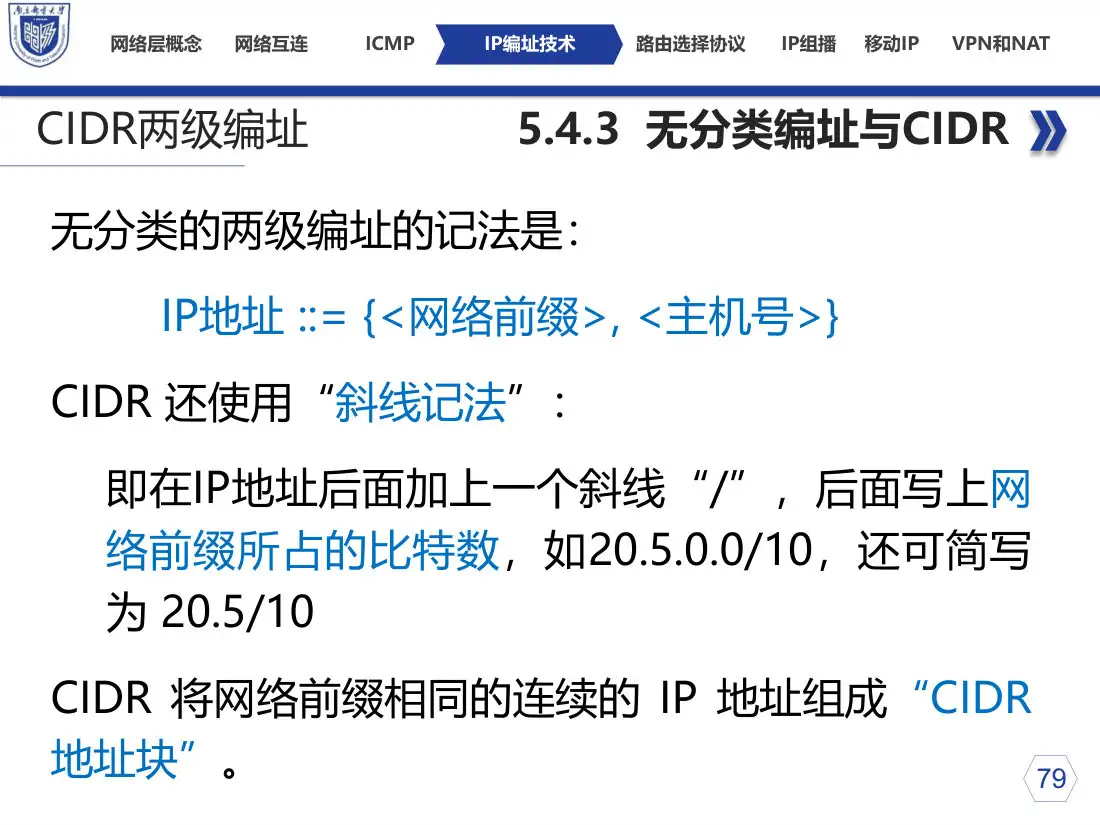 南京邮电大学
网络层概念 网络互连 ICMP IP编址技术 路由选择协议 IP组播 移动IP VPN和NAT
CIDR两级编址 5.4.3 无分类编址与CIDR
无分类的两级编址的记法是：
IP地址 ::= {<网络前缀>, <主机号>}
CIDR 还使用“斜线记法”：
即在IP地址后面加上一个斜线“/”，后面写上网
络前缀所占的比特数，如20.5.0.0/10，还可简写
为 20.5/10
CIDR 将网络前缀相同的连续的 IP 地址组成“CIDR
地址块”。
79